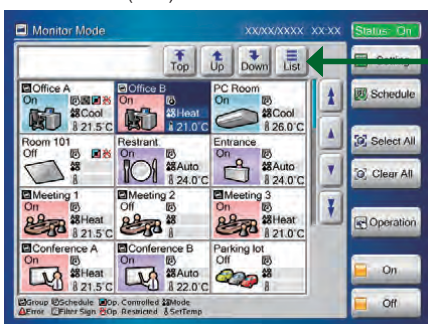 Monitor Mode
XX/XX/XXXX XX:XX
Status: On
Top
Up
Down
List
Office A
On
Cool
21.5°C
Office B
On
Heat
21.0°C
PC Room
On
Cool
26.0°C
Schedule
Room 101
Off
Restrant
On
Auto
24.0°C
Entrance
On
Auto
24.0°C
Select All
Clear All
Meeting 1
On
Heat
21.5°C
Meeting 2
Off
Meeting 3
On
Heat
21.0°C
Operation
Conference A
On
Heat
21.5°C
Conference B
On
Auto
22.0°C
Parking lot
Off
On
Off
Group Schedule Op. Controlled Mode
Error Filter Sign Op. Restricted SetTemp